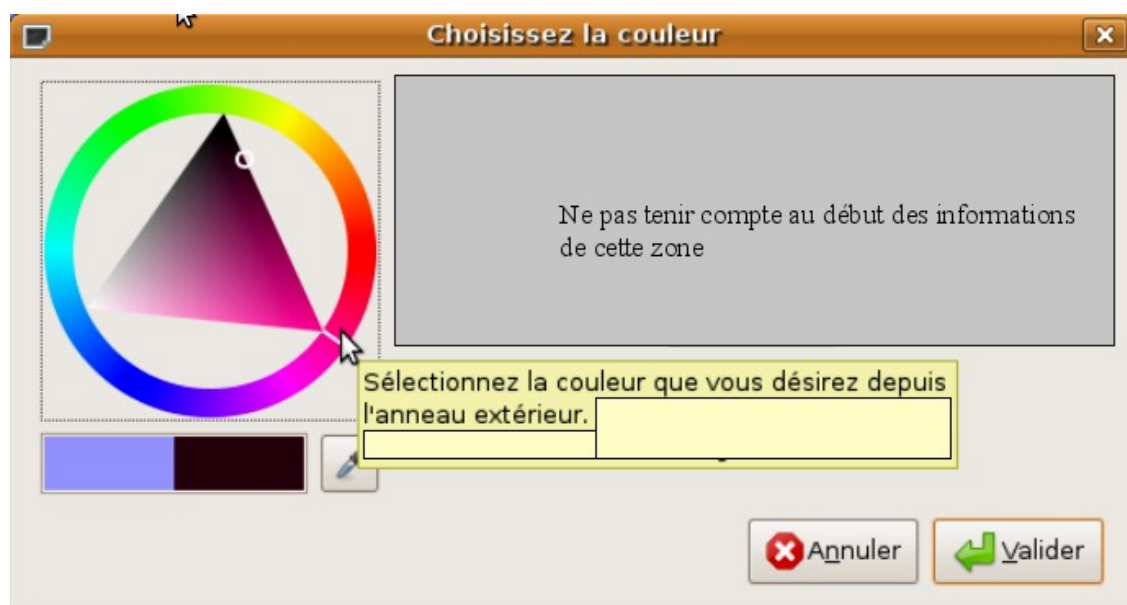 Choisissez la couleur
Ne pas tenir compte au début des informations
de cette zone
Sélectionnez la couleur que vous désirez depuis
l'anneau extérieur.
Annuler
Valider